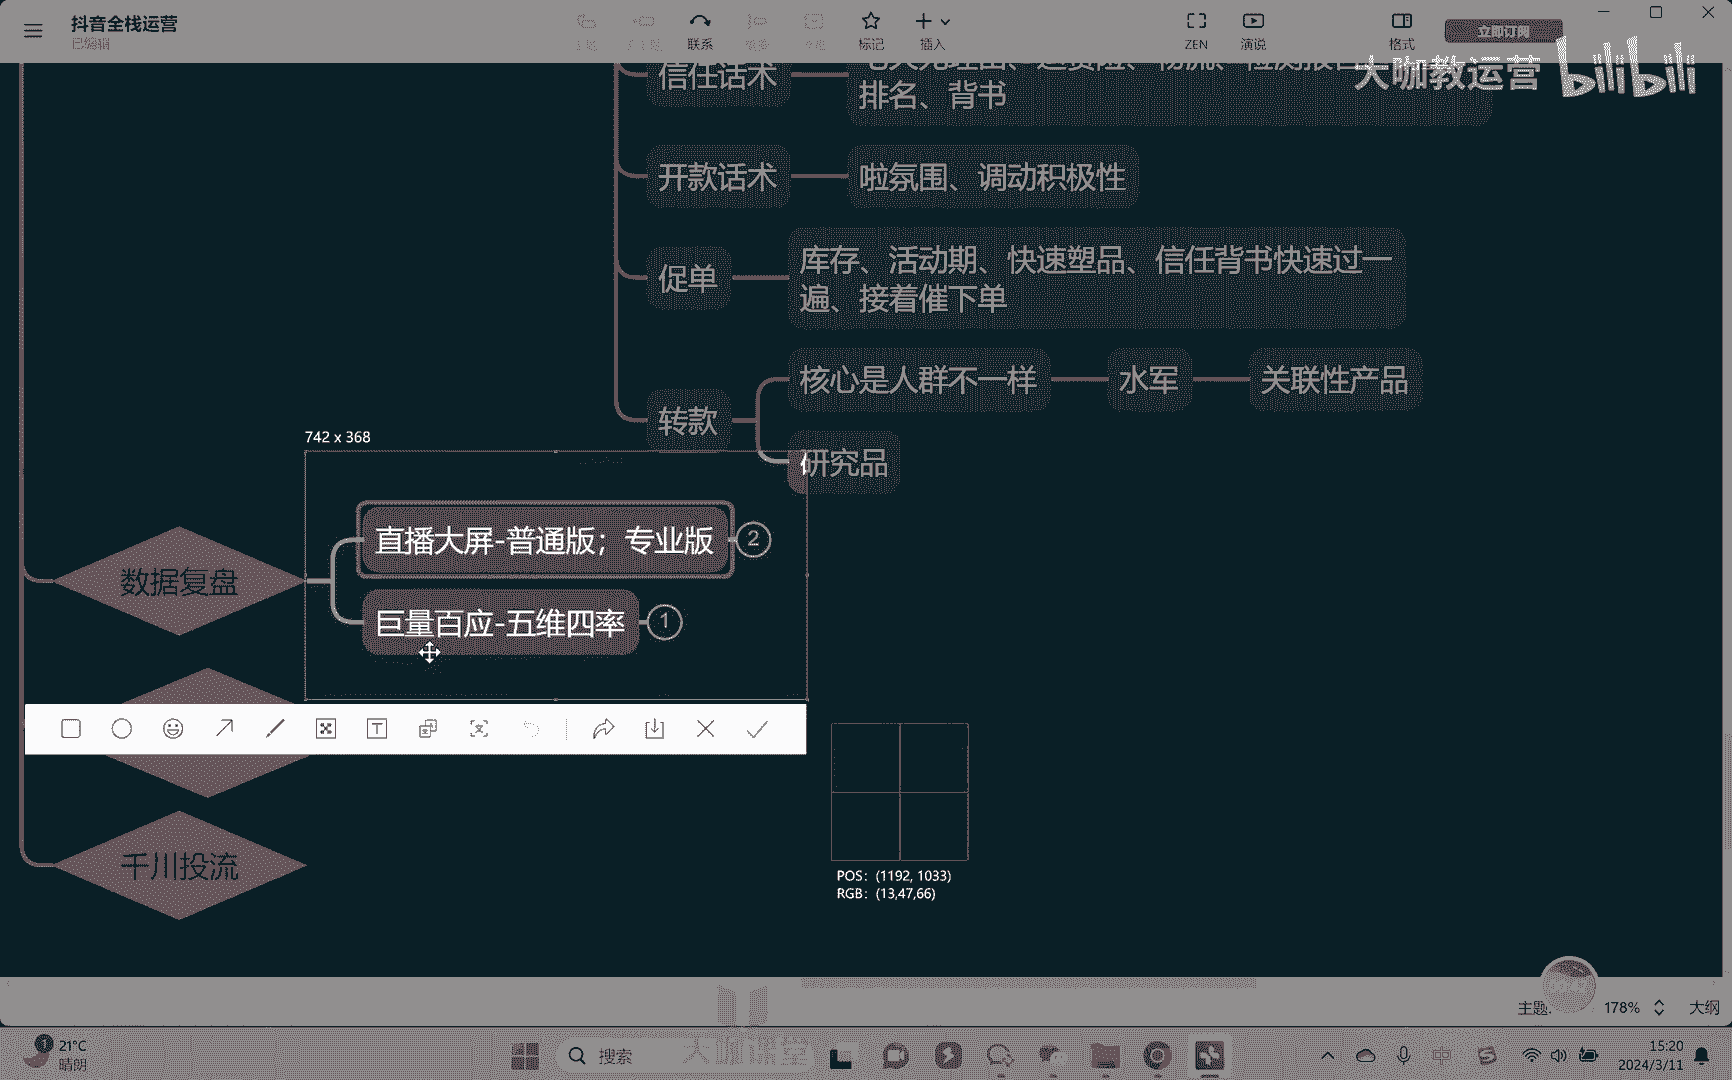 抖音全栈运营
已编辑
联系
标记
插入
ZEN
演说
格式
立即订阅
大咖教运营 bilibili
信任话术
排名、背书
开款话术
啦氛围、调动积极性
促单
库存、活动期、快速塑品、信任背书快速过一
遍、接着催下单
转款
核心是人群不一样
水军
关联性产品
研究品
742 x 368
数据复盘
直播大屏-普通版；专业版
2
巨量百应-五维四率
1
千川投流
POS： (1192, 1033)
RGB： (13,47,66)
主题:
178%
大纲
1
21°C
晴朗
搜索
大咖课堂
中
15:20
2024/3/11